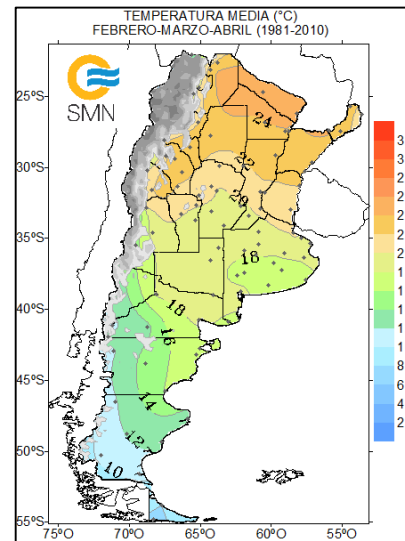 TEMPERATURA MEDIA (°C)
FEBRERO-MARZO-ABRIL (1981-2010)
SMN
25°S
30°S
35°S
40°S
45°S
50°S
55°S
75°O
70°O
65°O
60°O
55°O
24
22
20
18
18
16
14
12
10
3
3
2
2
2
2
2
1
1
1
1
1
8
6
4
2